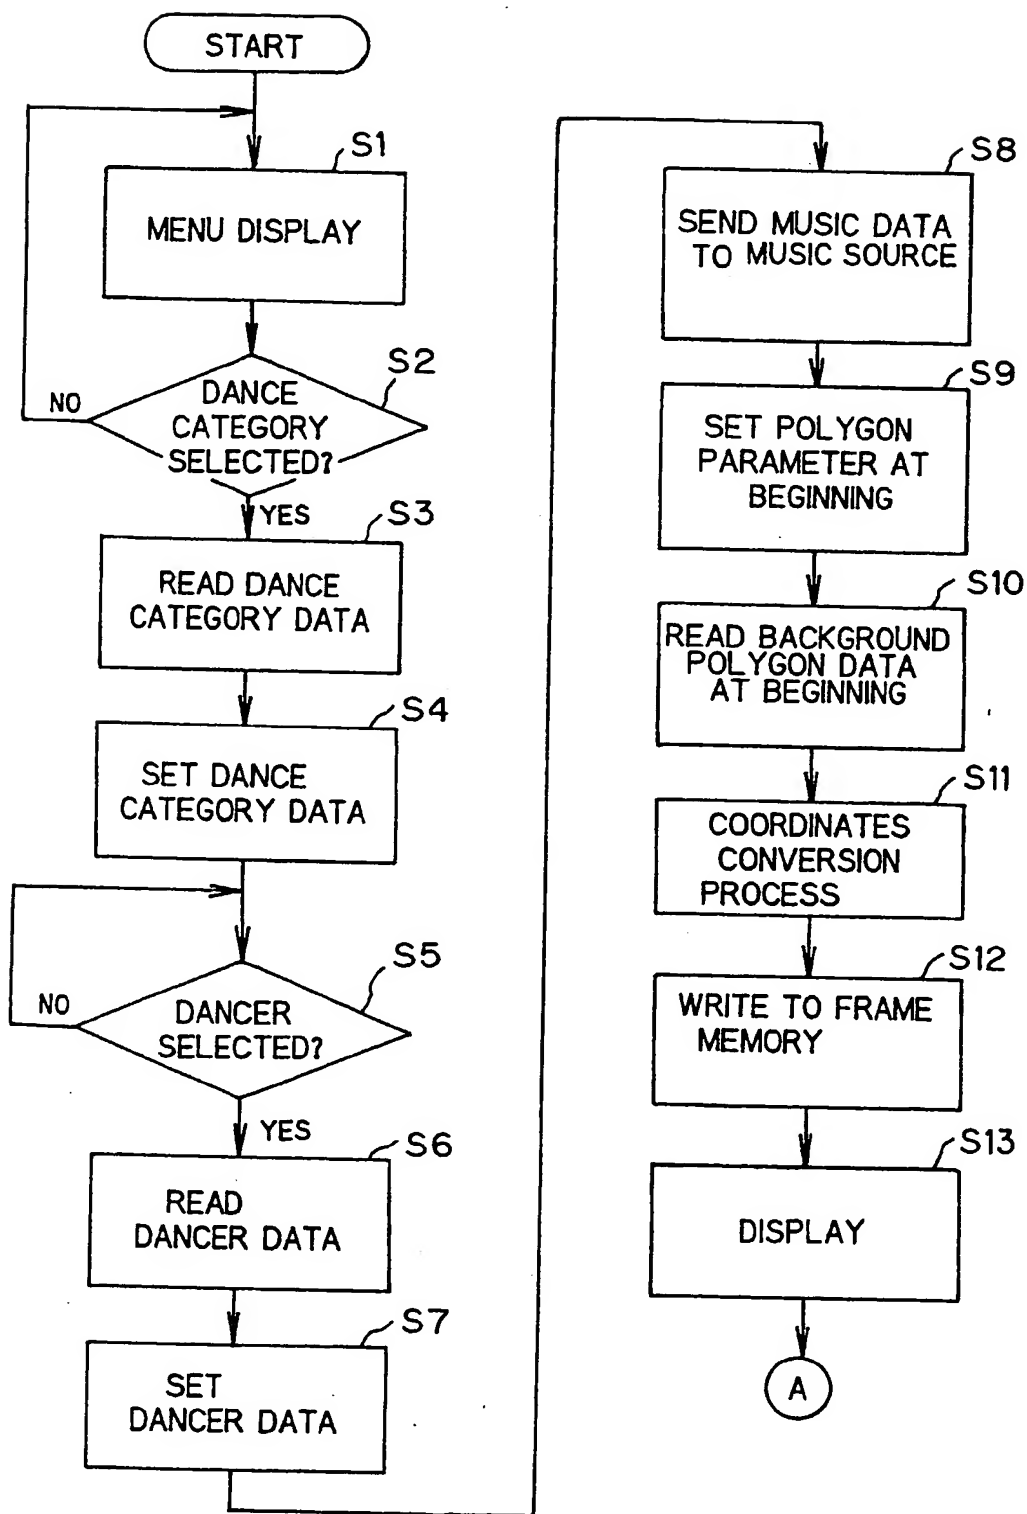 START
S1
MENU DISPLAY
S2
DANCE
CATEGORY
SELECTED?
NO
YES
S3
READ DANCE
CATEGORY DATA
S4
SET DANCE
CATEGORY DATA
S5
DANCER
SELECTED?
NO
YES
S6
READ
DANCER DATA
S7
SET
DANCER DATA
S8
SEND MUSIC DATA
TO MUSIC SOURCE
S9
SET POLYGON
PARAMETER AT
BEGINNING
S10
READ BACKGROUND
POLYGON DATA
AT BEGINNING
S11
COORDINATES
CONVERSION
PROCESS
S12
WRITE TO FRAME
MEMORY
S13
DISPLAY
A